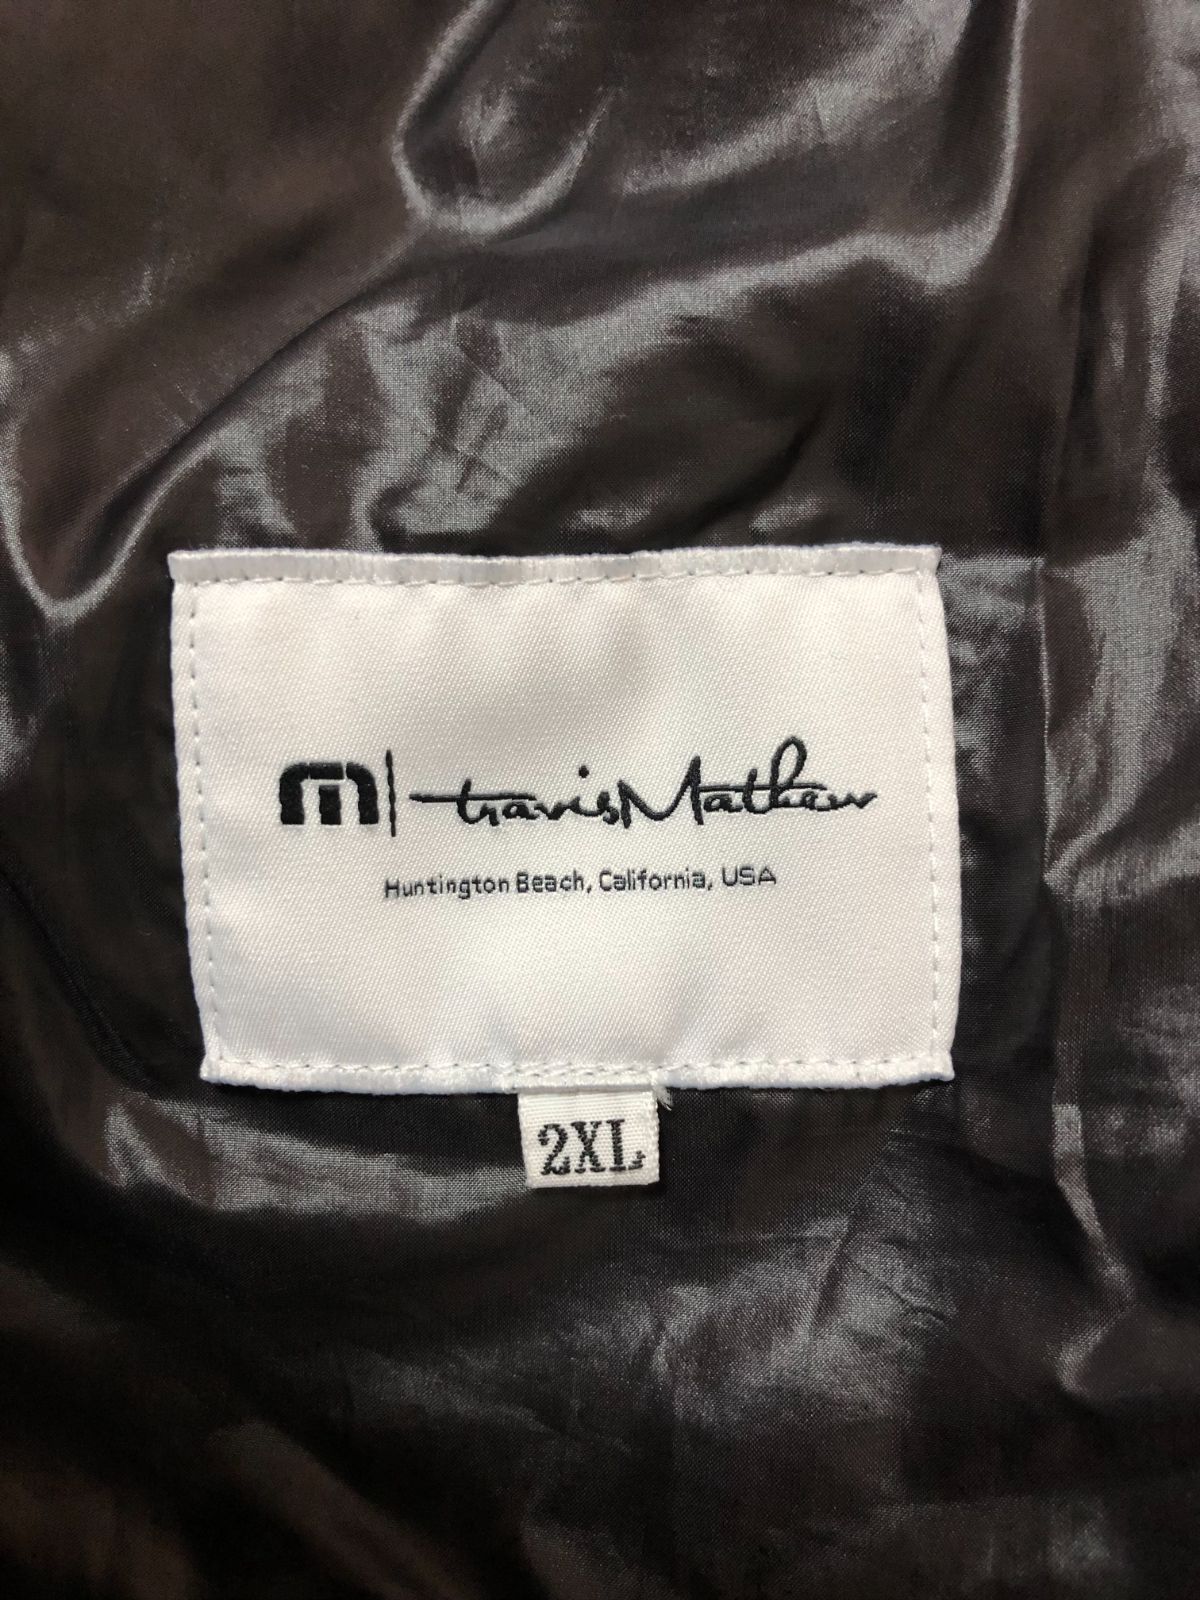 travisMathew
Huntington Beach, California, USA
2XL